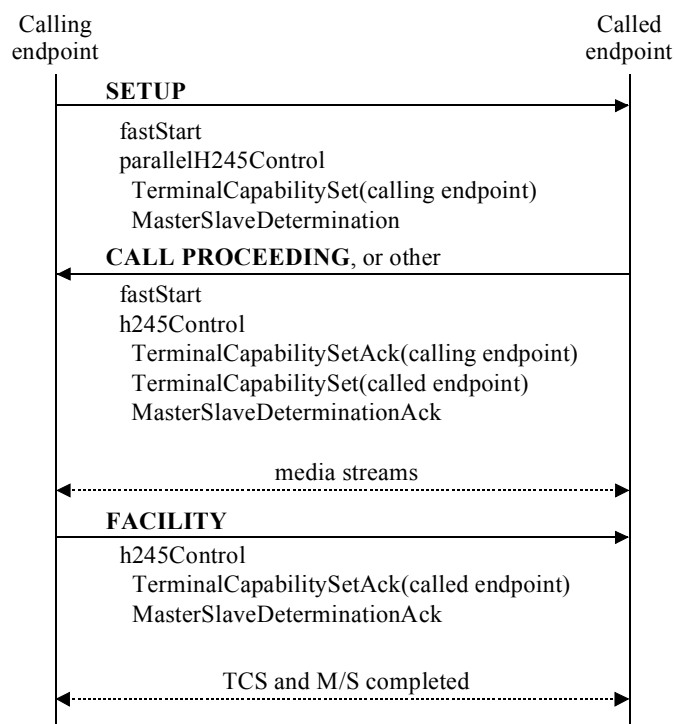 Calling
endpoint
Called
endpoint
SETUP
fastStart
parallelH245Control
TerminalCapabilitySet(calling endpoint)
MasterSlaveDetermination
CALL PROCEEDING, or other
fastStart
h245Control
TerminalCapabilitySetAck(calling endpoint)
TerminalCapabilitySet(called endpoint)
MasterSlaveDeterminationAck
media streams
FACILITY
h245Control
TerminalCapabilitySetAck(called endpoint)
MasterSlaveDeterminationAck
TCS and M/S completed